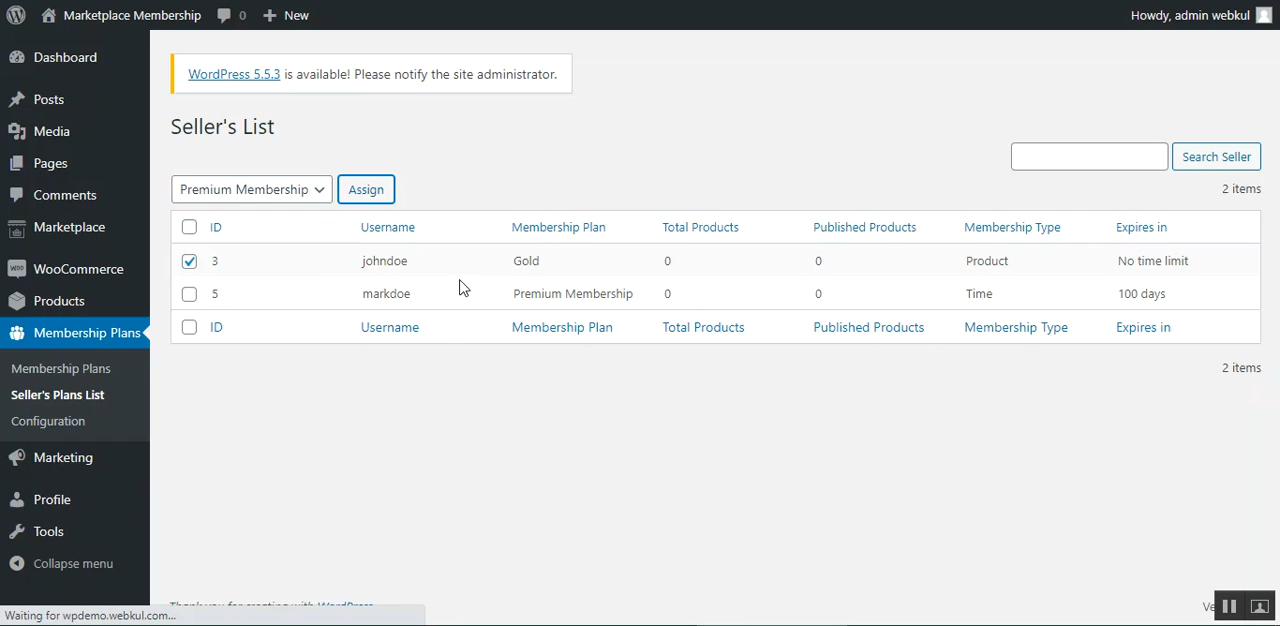 Marketplace Membership 0 New Howdy, admin webkul
Dashboard
Posts
Media
Pages
Comments
Marketplace
WooCommerce
Products
Membership Plans
Membership Plans
Seller's Plans List
Configuration
Marketing
Profile
Tools
Collapse menu
WordPress 5.5.3 is available! Please notify the site administrator.
Seller's List
Search Seller
Premium Membership Assign 2 items
ID Username Membership Plan Total Products Published Products Membership Type Expires in
3 johndoe Gold 0 0 Product No time limit
5 markdoe Premium Membership 0 0 Time 100 days
ID Username Membership Plan Total Products Published Products Membership Type Expires in
2 items
Thank you for creating with WordPress
Waiting for wpdemo.webkul.com...